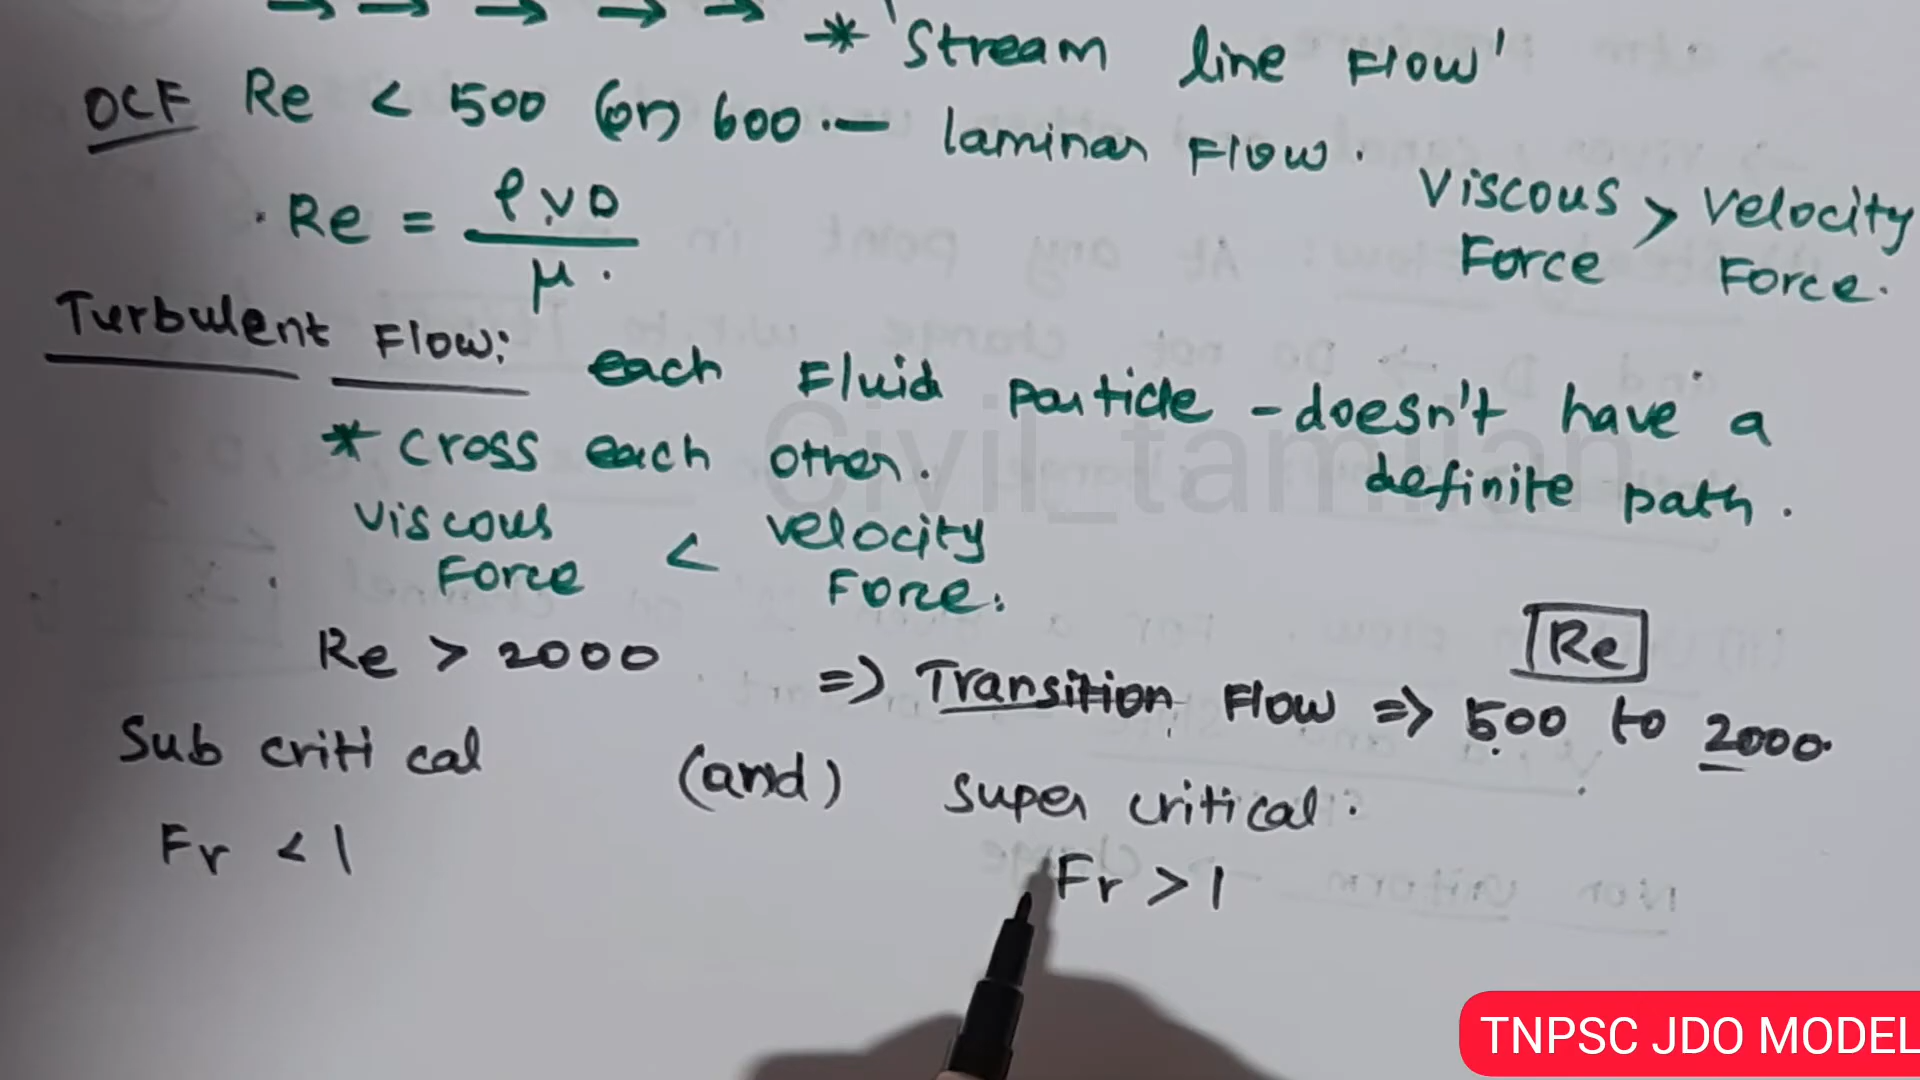 * 'Stream line Flow'
OCF Re < 500 (or) 600 - laminar Flow.
Viscous Force > Velocity Force.
Re = ρVD / μ
Turbulent Flow: each Fluid Particle - doesn't have a definite path.
* cross each other.
Viscous Force < velocity Force.
Re > 2000
Re
=> Transition Flow => 500 to 2000.
Sub critical (and) super critical.
Fr < 1
Fr > 1
Civil_tamilan
TNPSC JDO MODEL